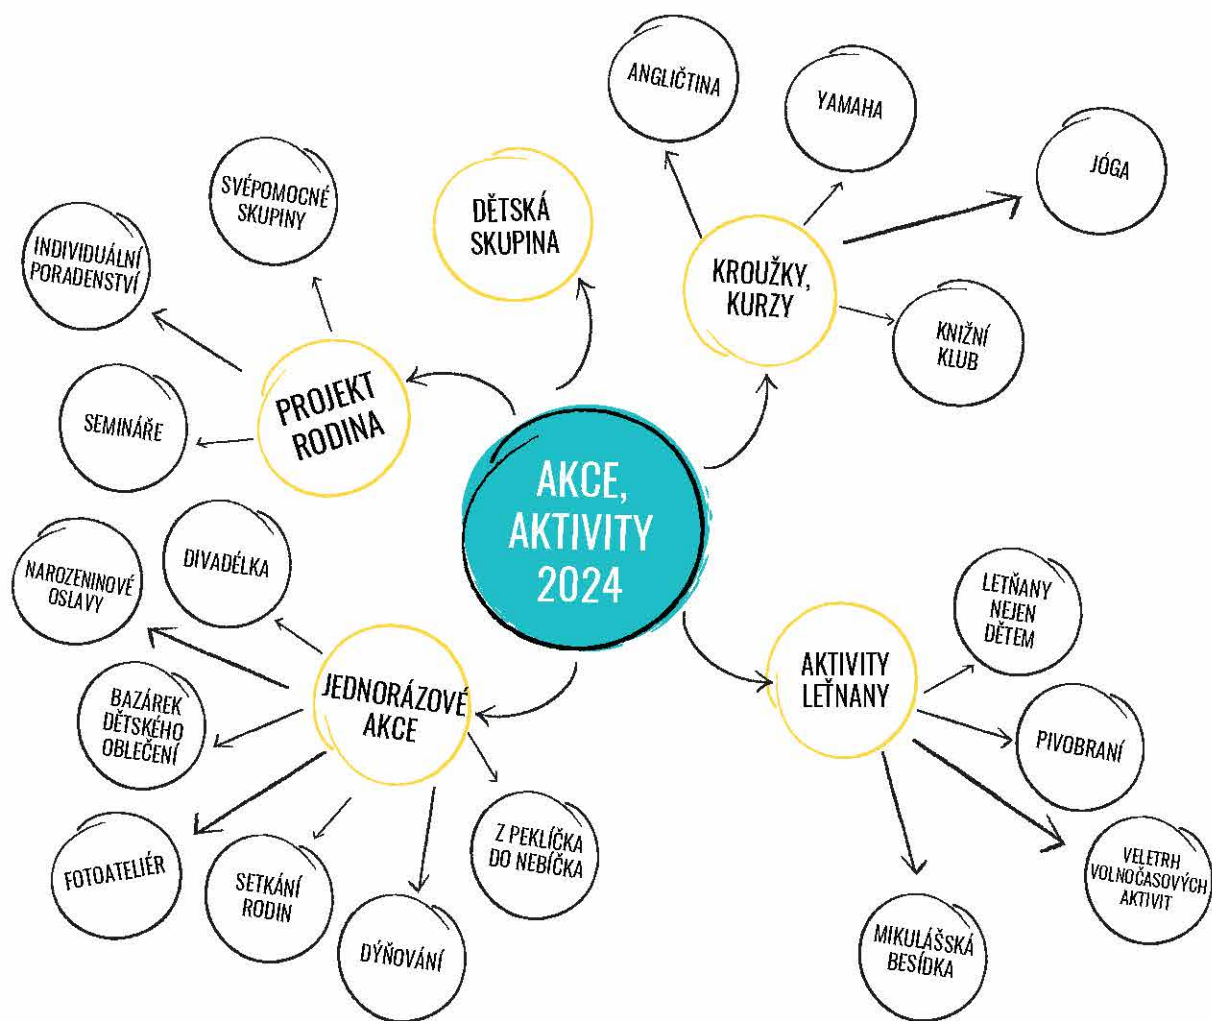 ANGLIČTINA
YAMAHA
JÓGA
SVÉPOMOCNÉ
SKUPINY
DĚTSKÁ
SKUPINA
INDIVIDUÁLNÍ
PORADENSTVÍ
KROUŽKY,
KURZY
KNIŽNÍ
KLUB
PROJEKT
RODINA
SEMINÁŘE
AKCE,
AKTIVITY
2024
DIVADÉLKA
NAROZENINOVÉ
OSLAVY
LETŇANY
NEJEN
DĚTEM
JEDNORÁZOVÉ
AKCE
AKTIVITY
LEŤNANY
BAZÁREK
DĚTSKÉHO
OBLEČENÍ
PIVOBRANÍ
Z PEKLÍČKA
DO NEBÍČKA
FOTOATELIÉR
SETKÁNÍ
RODIN
VELETRH
VOLNOČASOVÝCH
AKTIVIT
DÝŇOVÁNÍ
MIKULÁŠSKÁ
BESÍDKA